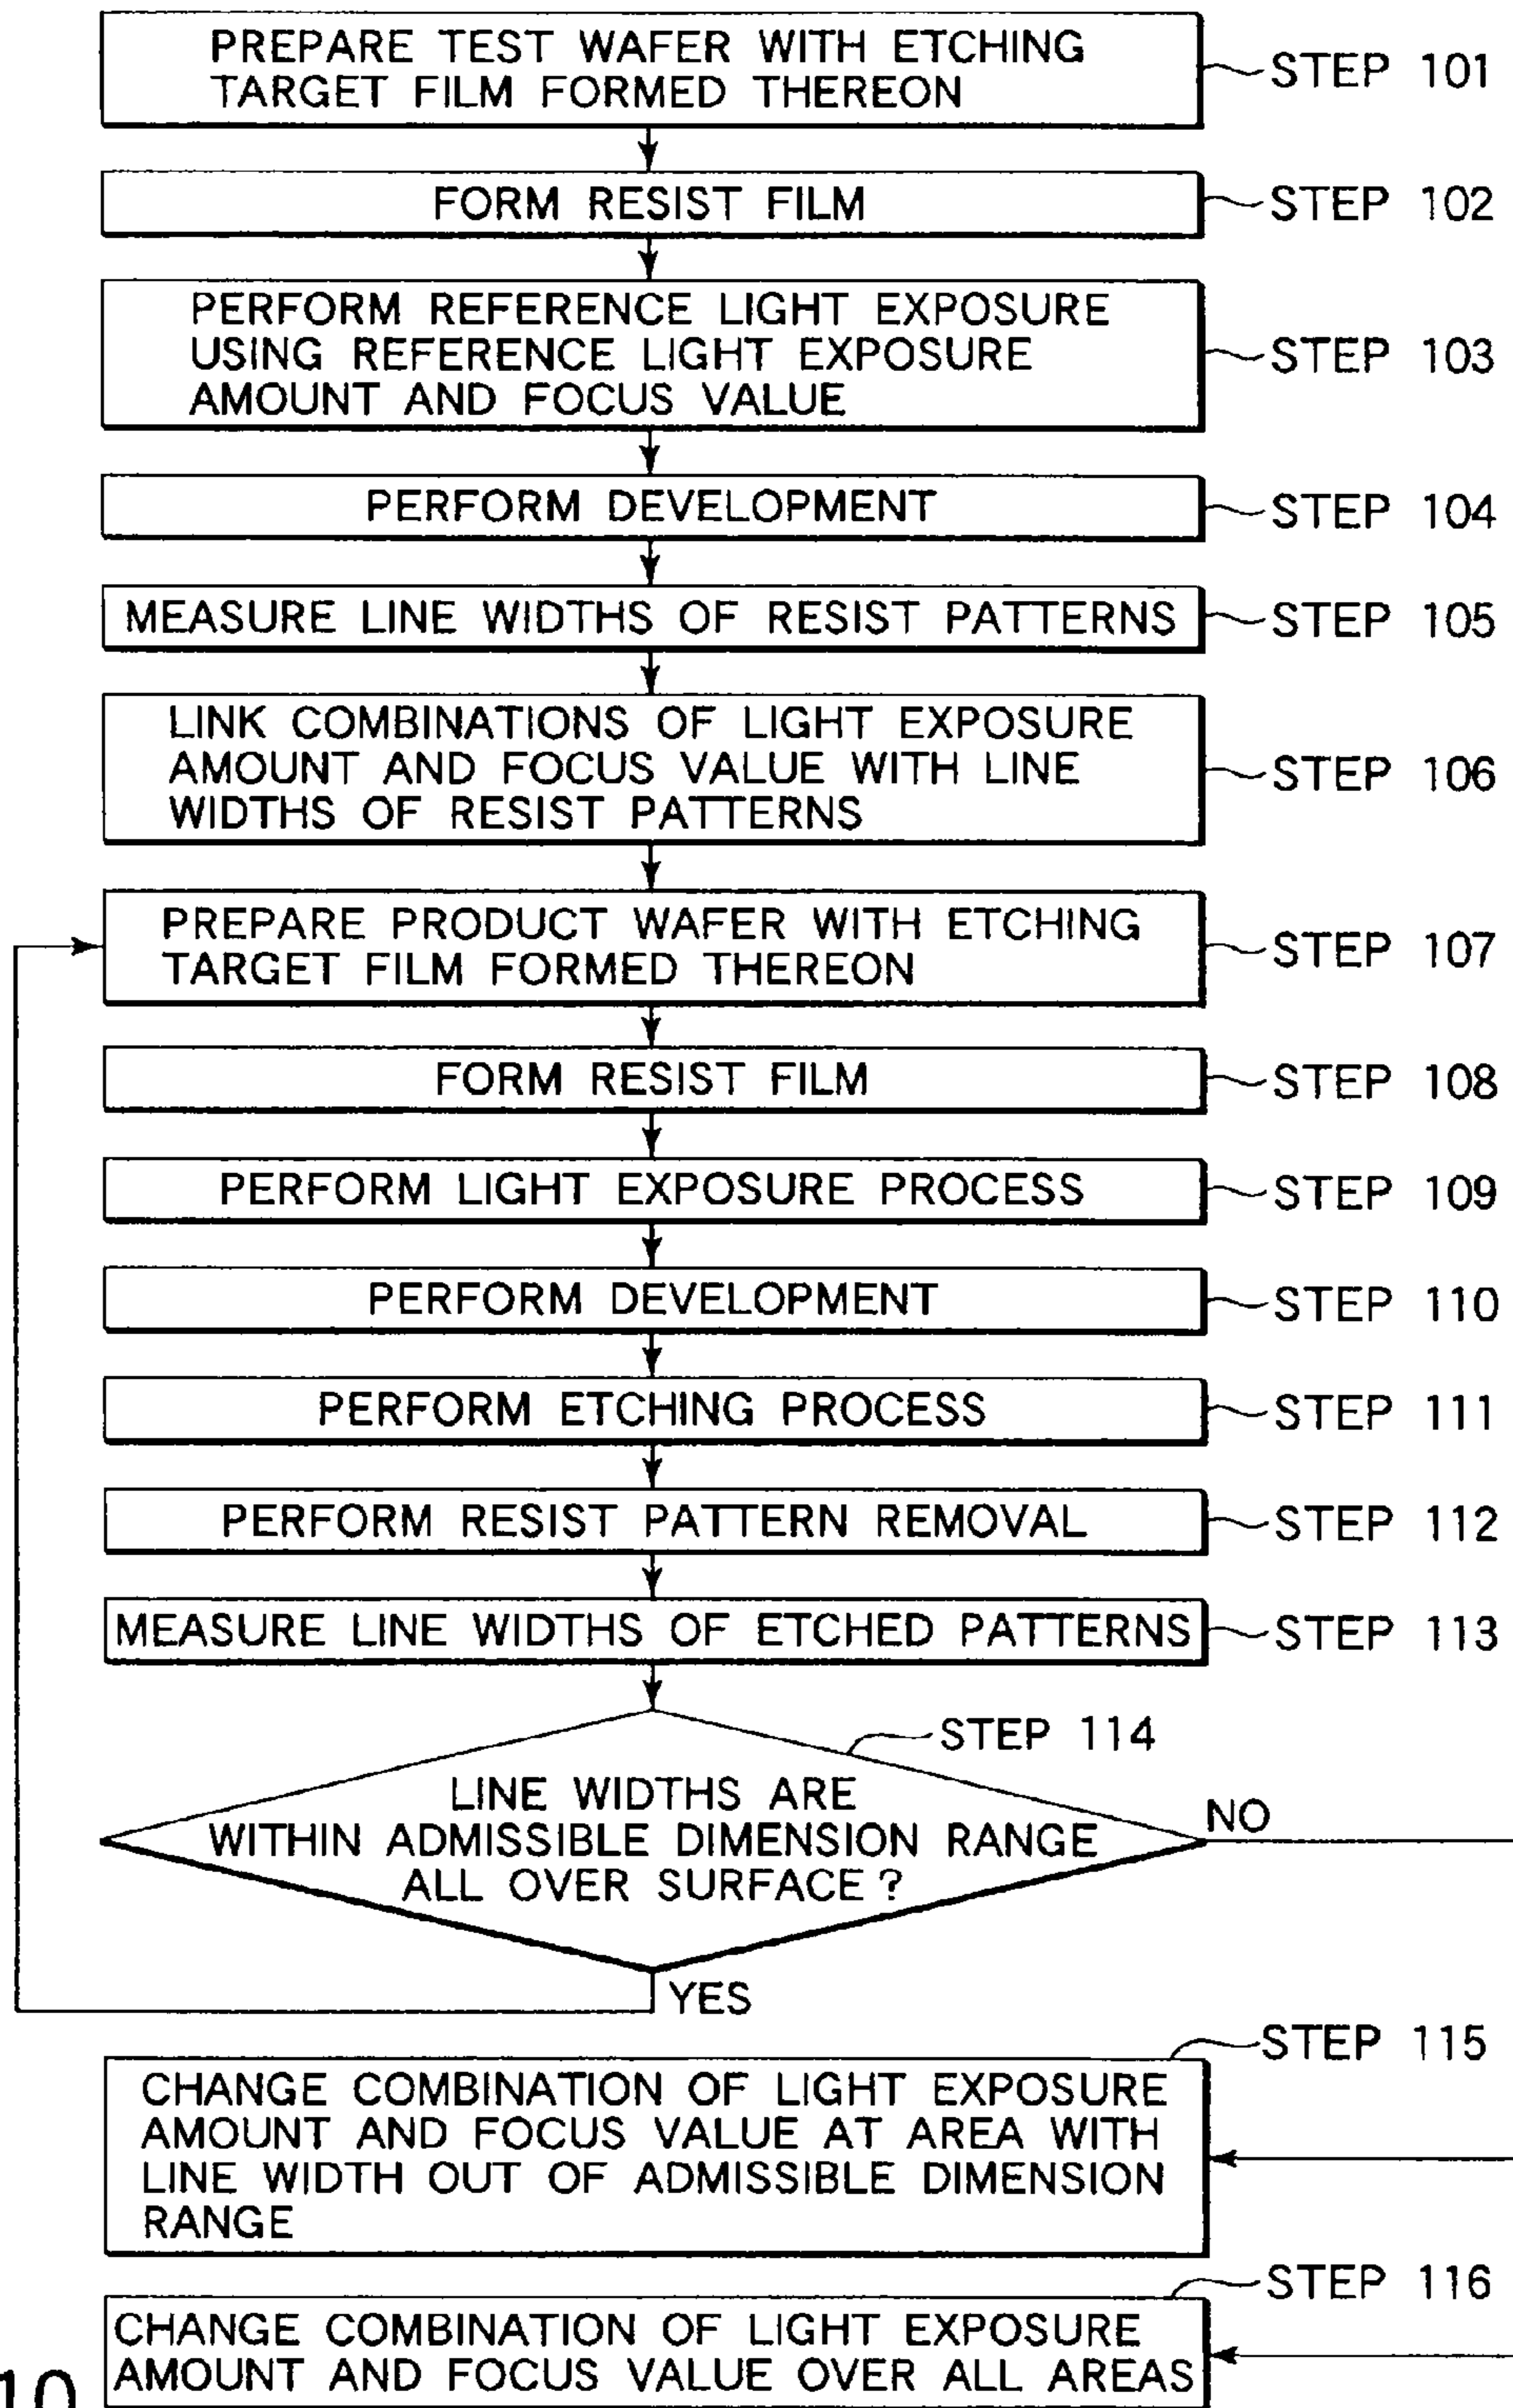 PREPARE TEST WAFER WITH ETCHING
TARGET FILM FORMED THEREON
STEP 101
FORM RESIST FILM
STEP 102
PERFORM REFERENCE LIGHT EXPOSURE
USING REFERENCE LIGHT EXPOSURE
AMOUNT AND FOCUS VALUE
STEP 103
PERFORM DEVELOPMENT
STEP 104
MEASURE LINE WIDTHS OF RESIST PATTERNS
STEP 105
LINK COMBINATIONS OF LIGHT EXPOSURE
AMOUNT AND FOCUS VALUE WITH LINE
WIDTHS OF RESIST PATTERNS
STEP 106
PREPARE PRODUCT WAFER WITH ETCHING
TARGET FILM FORMED THEREON
STEP 107
FORM RESIST FILM
STEP 108
PERFORM LIGHT EXPOSURE PROCESS
STEP 109
PERFORM DEVELOPMENT
STEP 110
PERFORM ETCHING PROCESS
STEP 111
PERFORM RESIST PATTERN REMOVAL
STEP 112
MEASURE LINE WIDTHS OF ETCHED PATTERNS
STEP 113
STEP 114
LINE WIDTHS ARE
WITHIN ADMISSIBLE DIMENSION RANGE
ALL OVER SURFACE?
NO
YES
STEP 115
CHANGE COMBINATION OF LIGHT EXPOSURE
AMOUNT AND FOCUS VALUE AT AREA WITH
LINE WIDTH OUT OF ADMISSIBLE DIMENSION
RANGE
STEP 116
CHANGE COMBINATION OF LIGHT EXPOSURE
AMOUNT AND FOCUS VALUE OVER ALL AREAS
10